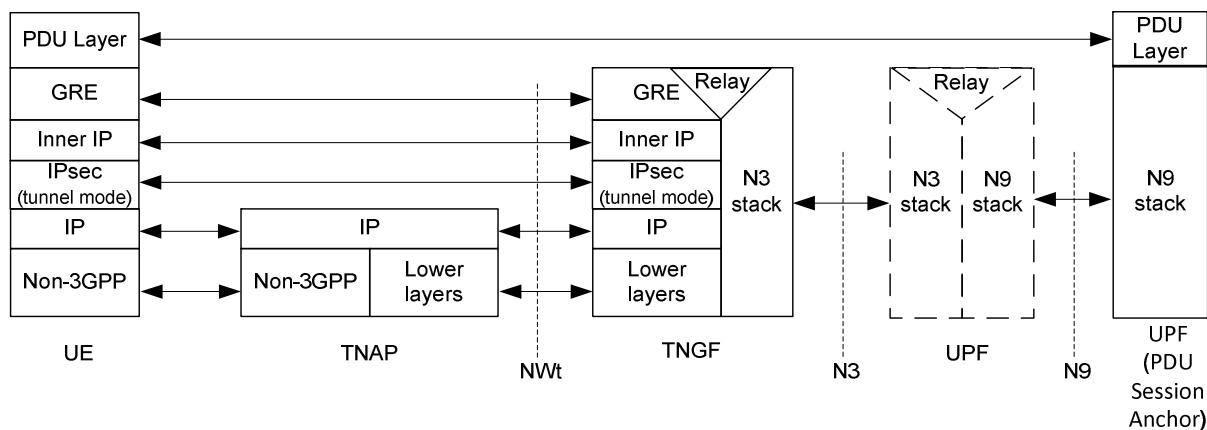 PDU Layer
PDU
Layer
GRE
GRE
Relay
Relay
Inner IP
Inner IP
IPsec
(tunnel mode)
IPsec
(tunnel mode)
N3
stack
N3
stack
N9
stack
N9
stack
IP
IP
IP
Non-3GPP
Non-3GPP
Lower
layers
Lower
layers
UE
TNAP
NWt
TNGF
N3
UPF
N9
UPF
(PDU
Session
Anchor)